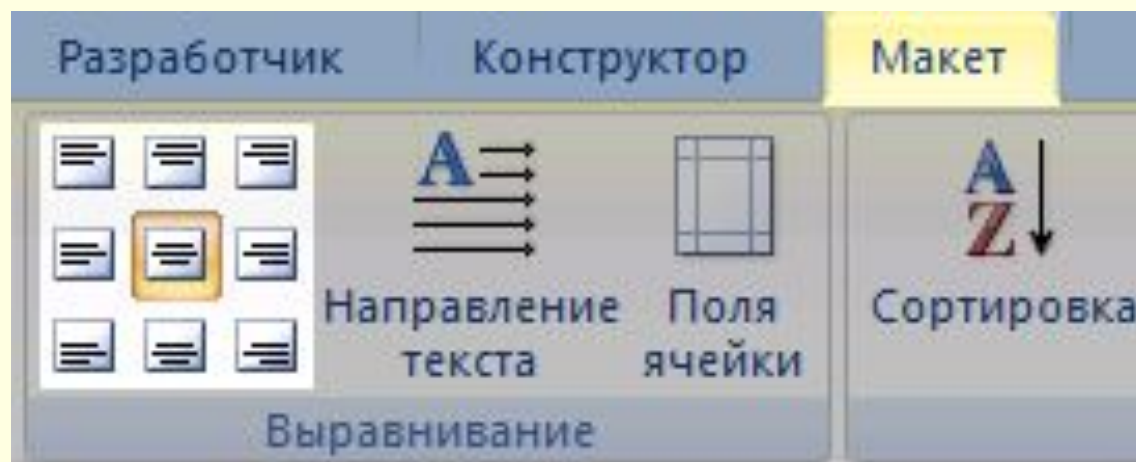 Разработчик Конструктор Макет
A
A
Z
Направление текста
Поля ячейки
Сортировка
Выравнивание